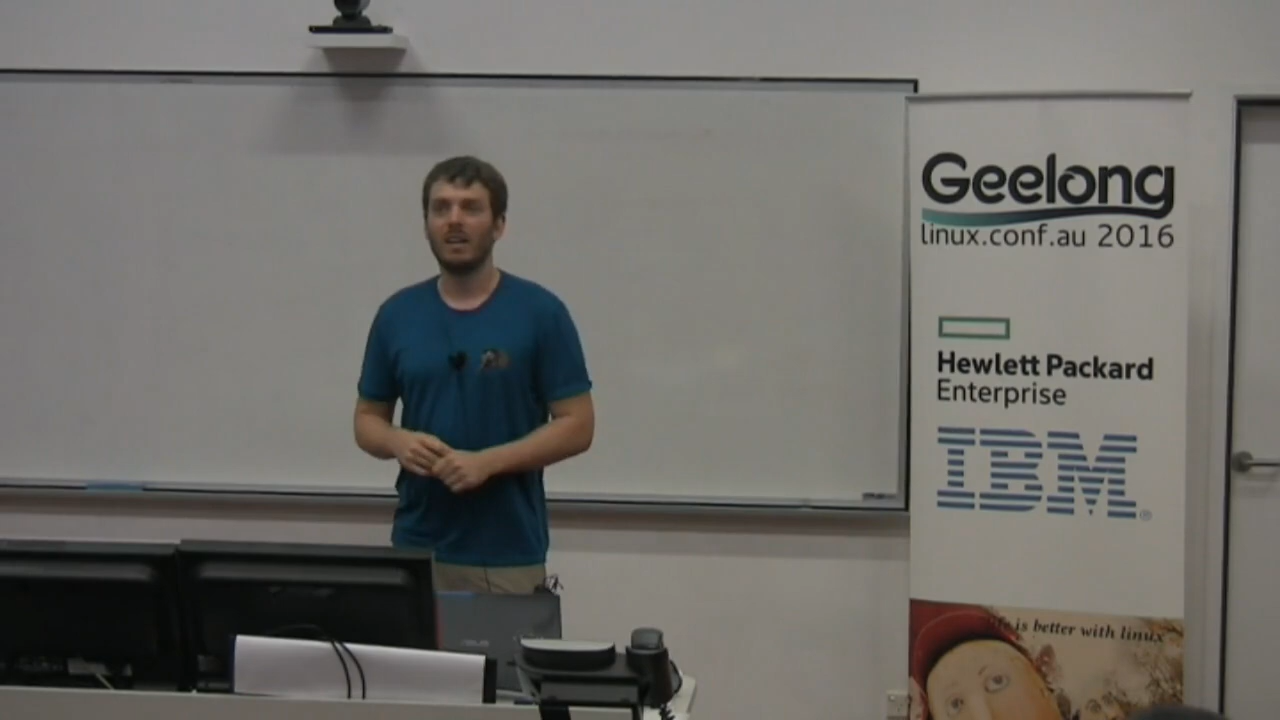 Geelong
linux.conf.au 2016
Hewlett Packard
Enterprise
IBM®
is better with linux